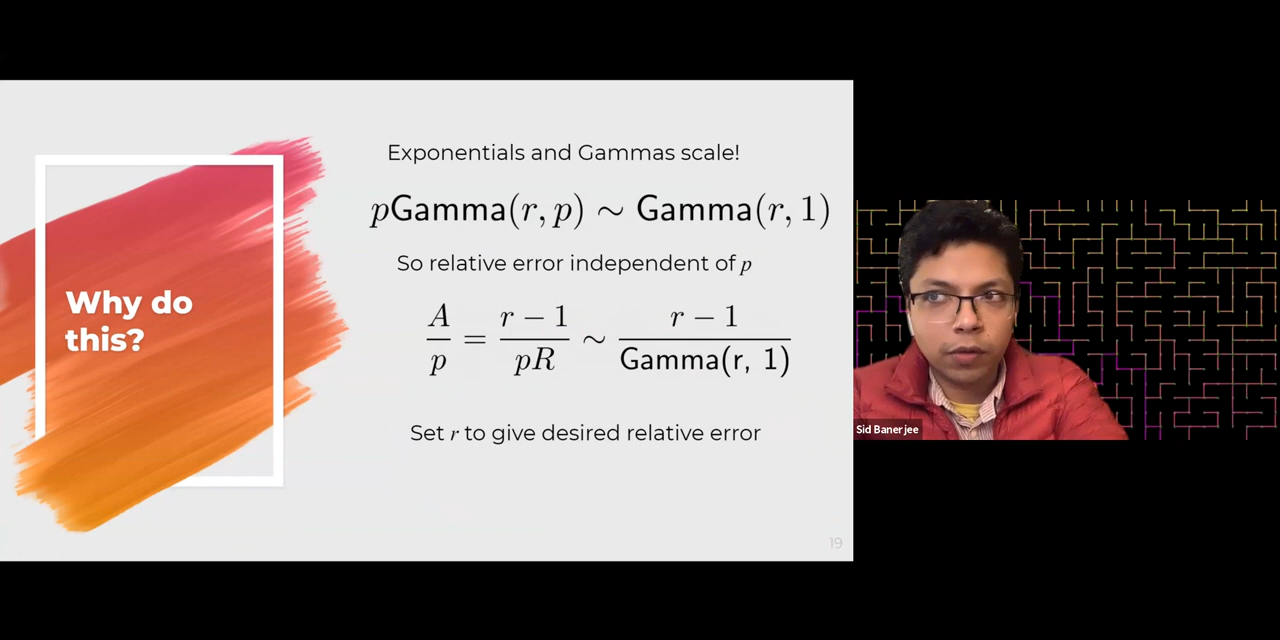 Why do
this?
Exponentials and Gammas scale!
pGamma(r, p) ∼ Gamma(r, 1)
So relative error independent of p
A/p = (r − 1)/(pR) ∼ (r − 1)/Gamma(r, 1)
Set r to give desired relative error
19
Sid Banerjee